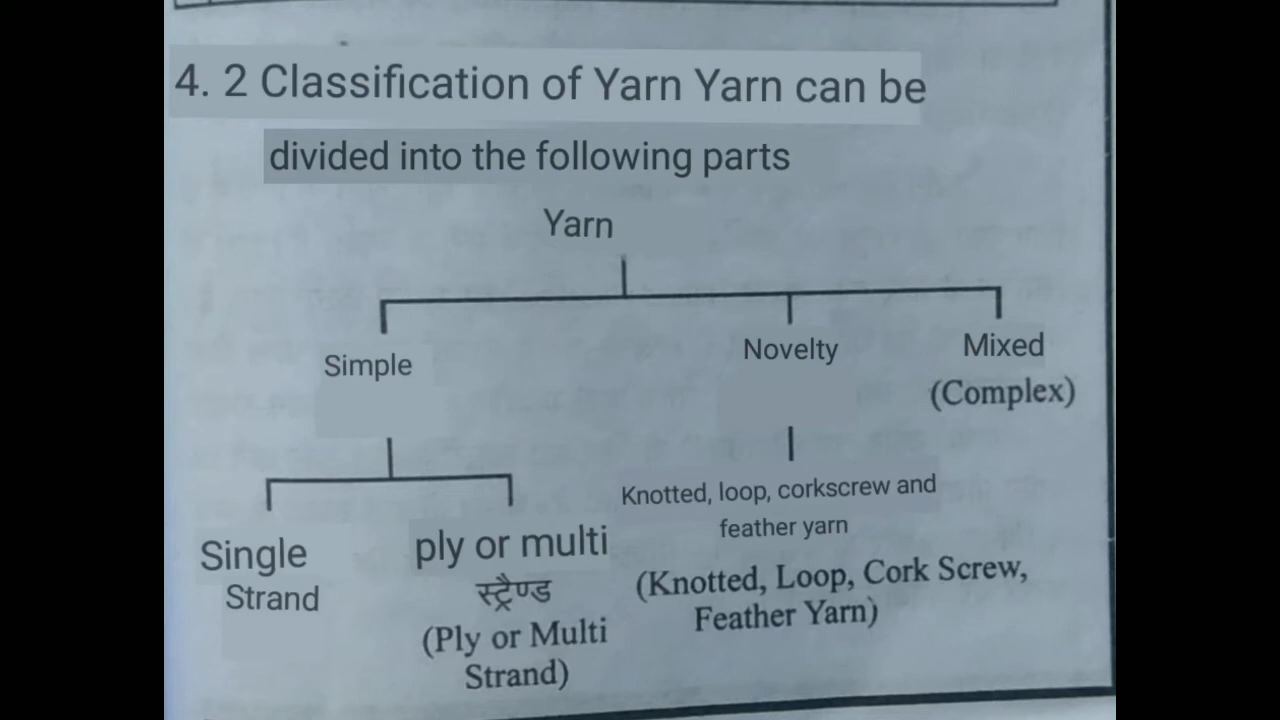 4. 2 Classification of Yarn Yarn can be
divided into the following parts
Yarn
Simple
Novelty
Mixed
(Complex)
Single
Strand
ply or multi
स्ट्रैण्ड
(Ply or Multi
Strand)
Knotted, loop, corkscrew and
feather yarn
(Knotted, Loop, Cork Screw,
Feather Yarn)